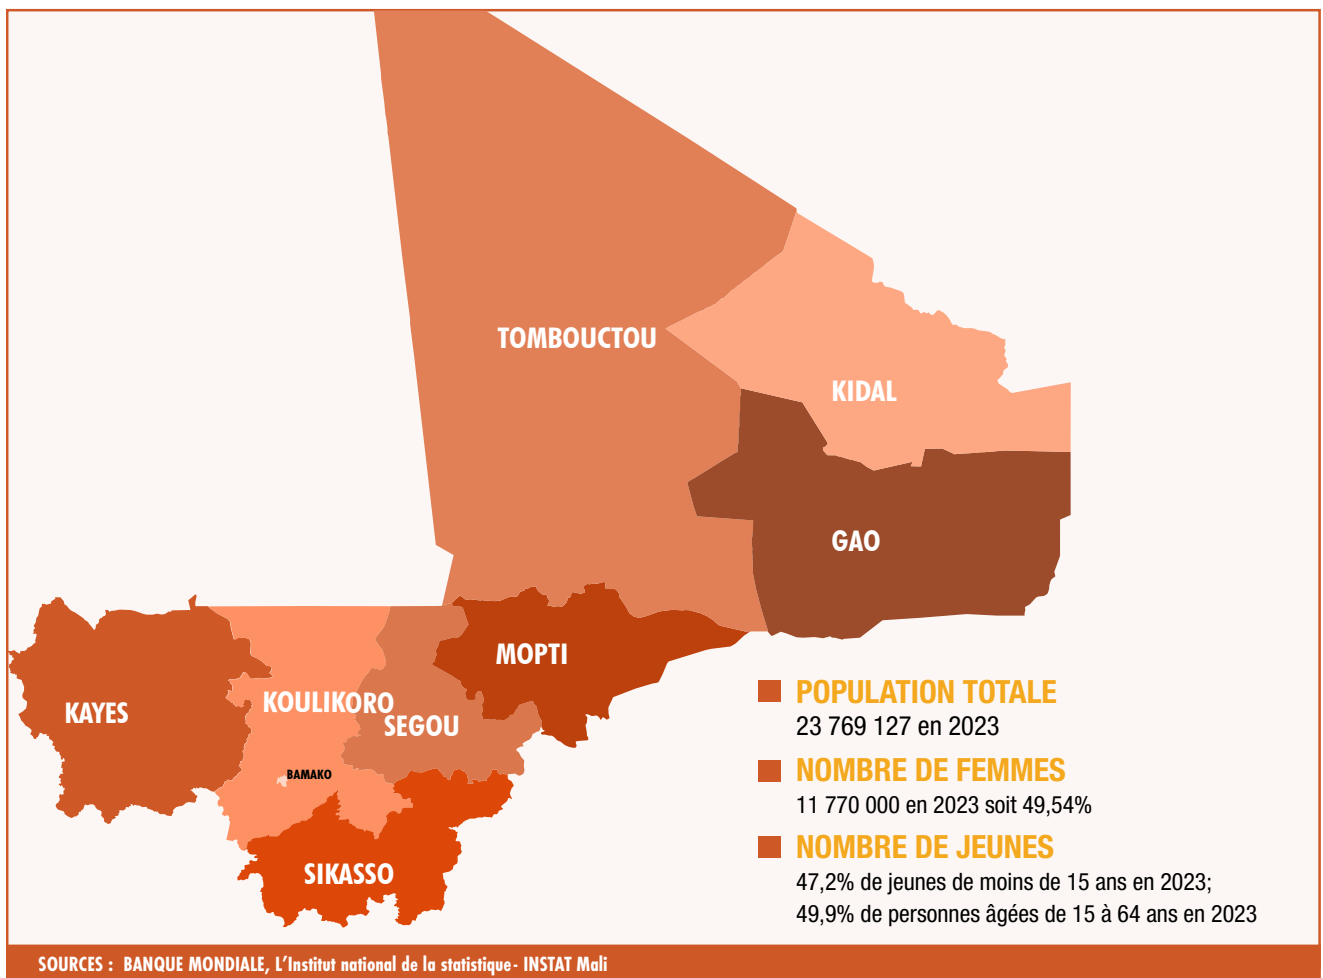 TOMBOUCTOU
KIDAL
GAO
MOPTI
KAYES
KOULIKORO
SEGOU
BAMAKO
SIKASSO
POPULATION TOTALE
23 769 127 en 2023
NOMBRE DE FEMMES
11 770 000 en 2023 soit 49,54%
NOMBRE DE JEUNES
47,2% de jeunes de moins de 15 ans en 2023;
49,9% de personnes âgées de 15 à 64 ans en 2023
SOURCES : BANQUE MONDIALE, L'Institut national de la statistique- INSTAT Mali